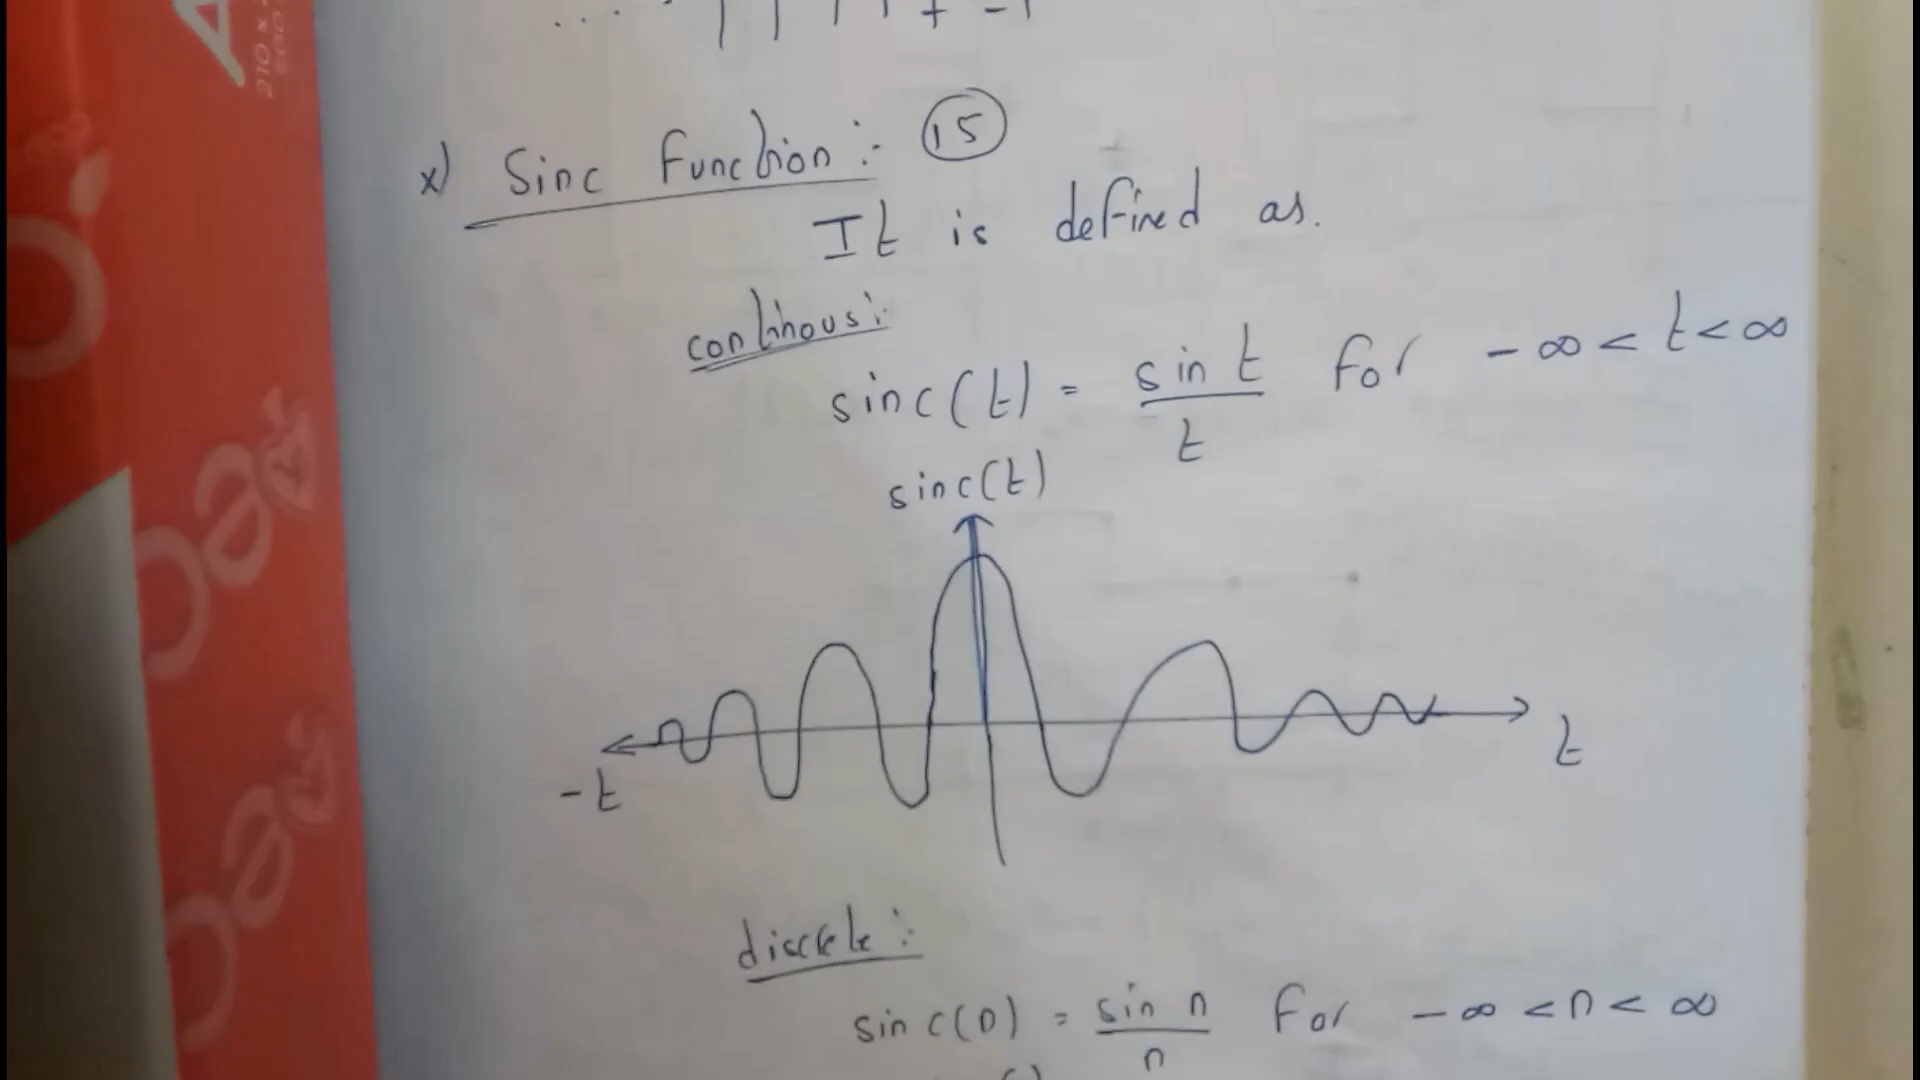 x) Sinc Function:- 15
It is defined as.
continous:
sinc(t) = sin t / t for -∞ < t < ∞
sinc(t)
-t
t
discrete:
sinc(n) = sin n / n for -∞ < n < ∞